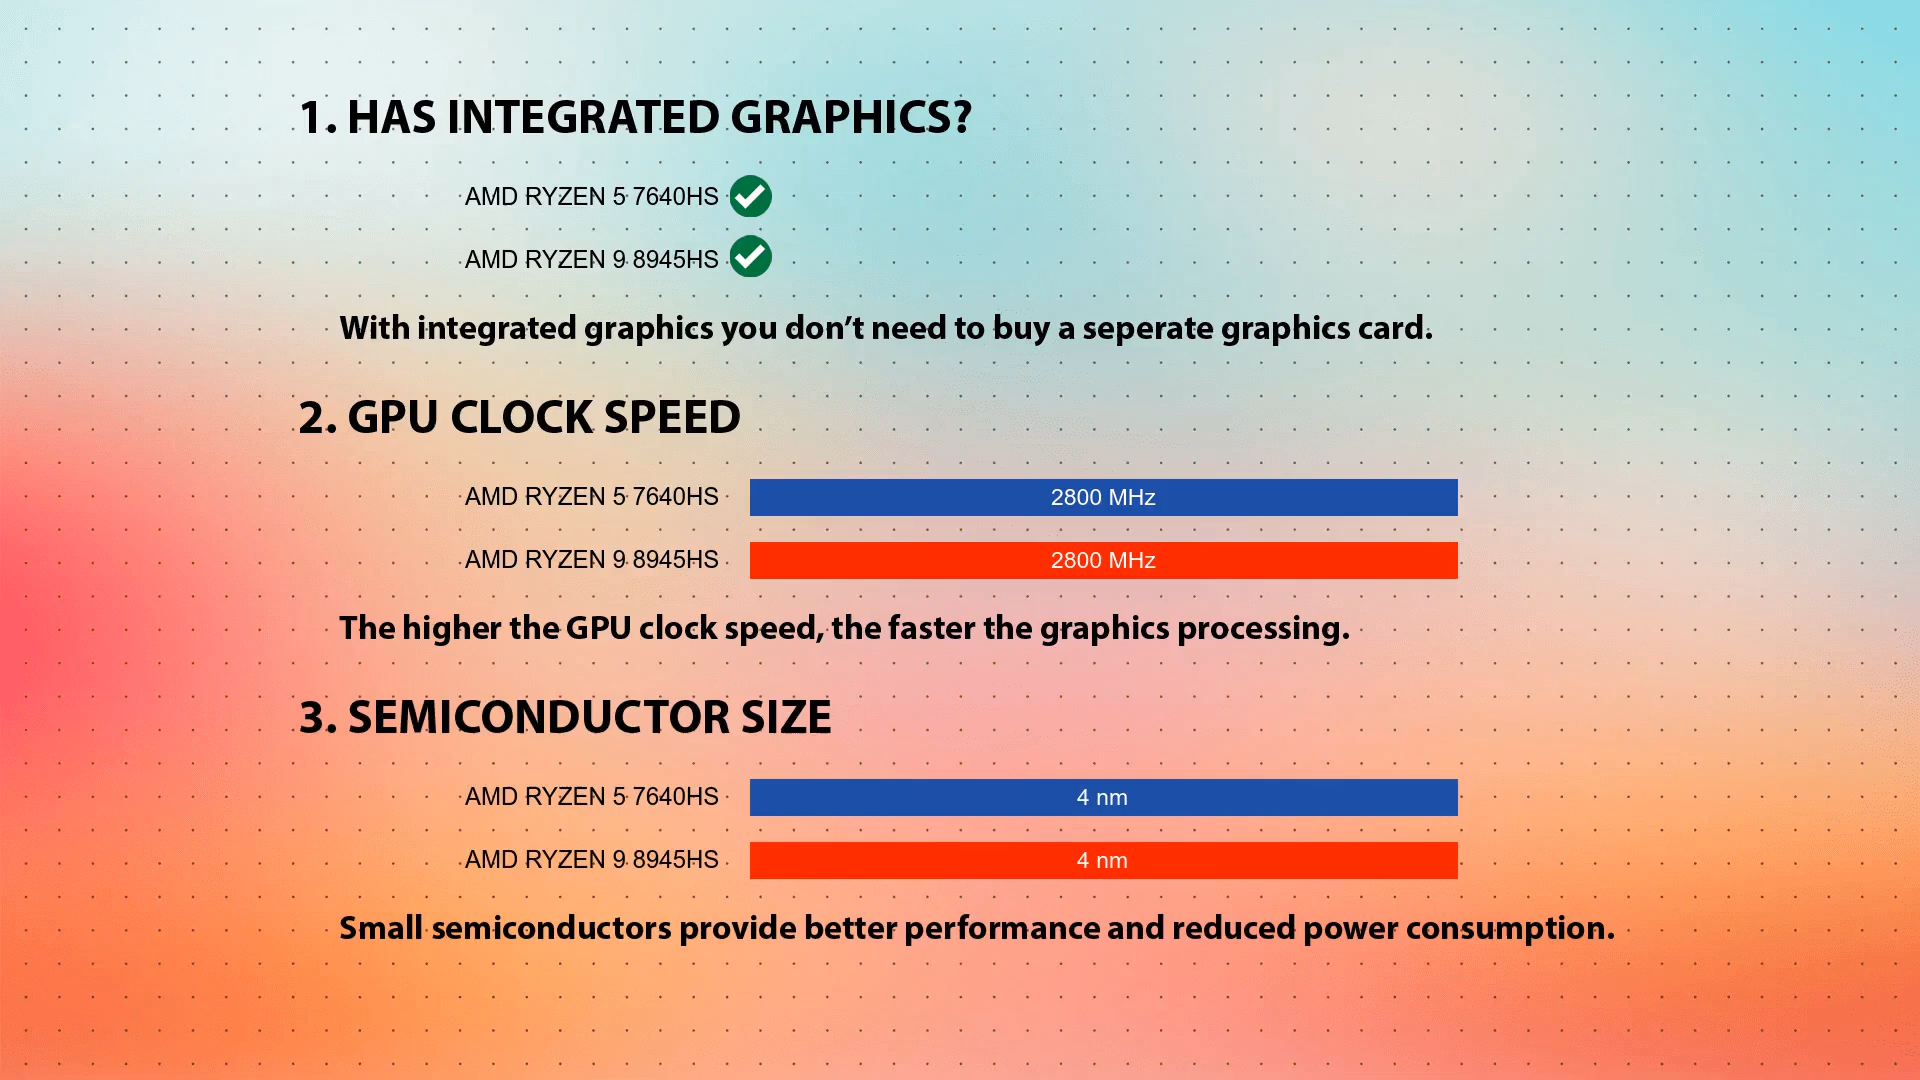 1. HAS INTEGRATED GRAPHICS?
AMD RYZEN 5 7640HS
AMD RYZEN 9 8945HS
With integrated graphics you don’t need to buy a seperate graphics card.
2. GPU CLOCK SPEED
AMD RYZEN 5 7640HS 2800 MHz
AMD RYZEN 9 8945HS 2800 MHz
The higher the GPU clock speed, the faster the graphics processing.
3. SEMICONDUCTOR SIZE
AMD RYZEN 5 7640HS 4 nm
AMD RYZEN 9 8945HS 4 nm
Small semiconductors provide better performance and reduced power consumption.